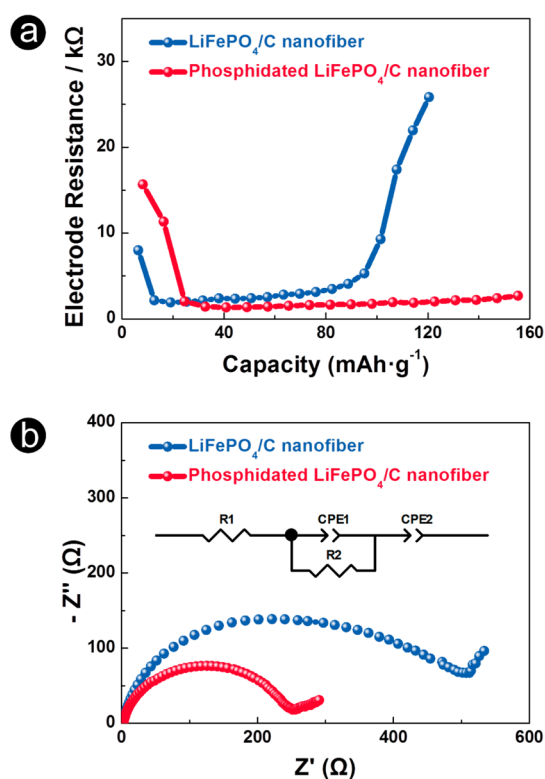 a
LiFePO₄/C nanofiber
Phosphidated LiFePO₄/C nanofiber
Electrode Resistance / kΩ
30
20
10
0
0 40 80 120 160
Capacity (mAh·g⁻¹)
b
LiFePO₄/C nanofiber
Phosphidated LiFePO₄/C nanofiber
R1 CPE1 CPE2
R2
- Z'' (Ω)
400
300
200
100
0
0 200 400 600
Z' (Ω)